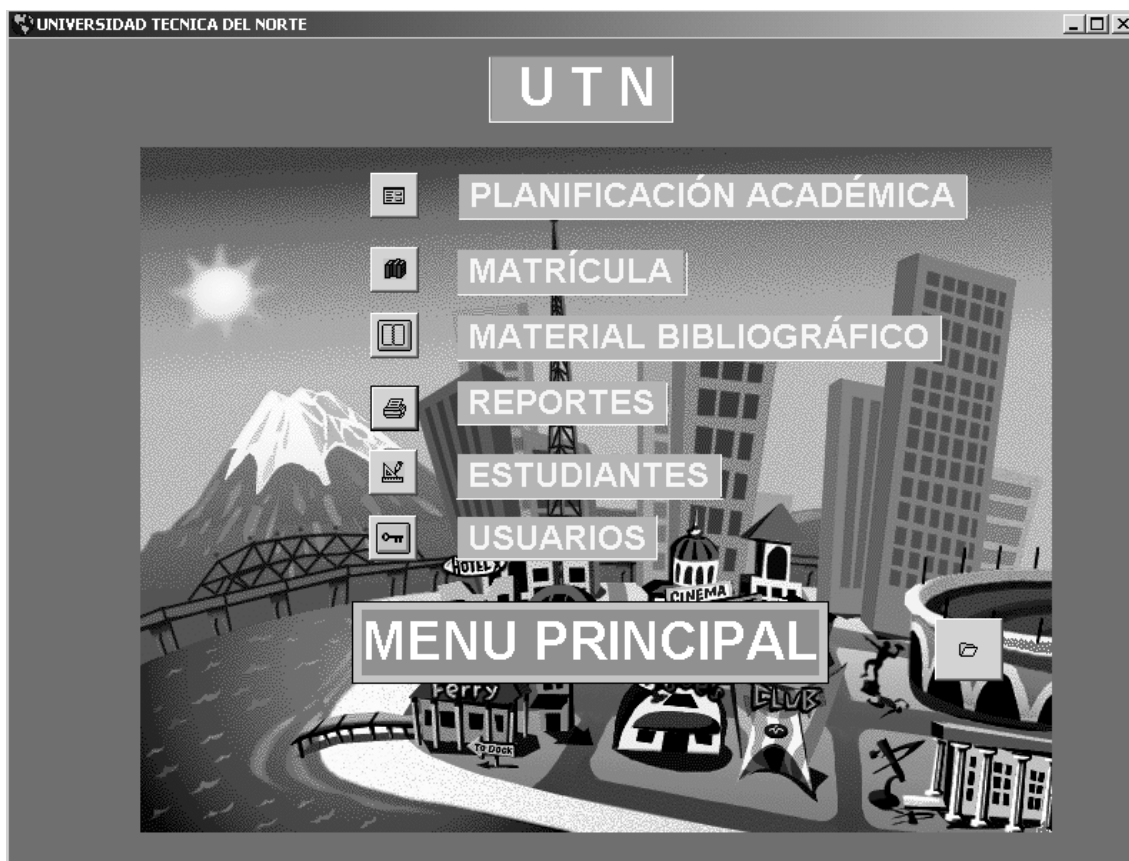 UNIVERSIDAD TECNICA DEL NORTE
U T N
PLANIFICACIÓN ACADÉMICA
MATRÍCULA
MATERIAL BIBLIOGRÁFICO
REPORTES
ESTUDIANTES
USUARIOS
HOTEL
CINEMA
MENU PRINCIPAL
Ferry
CLUB
TO DOCK